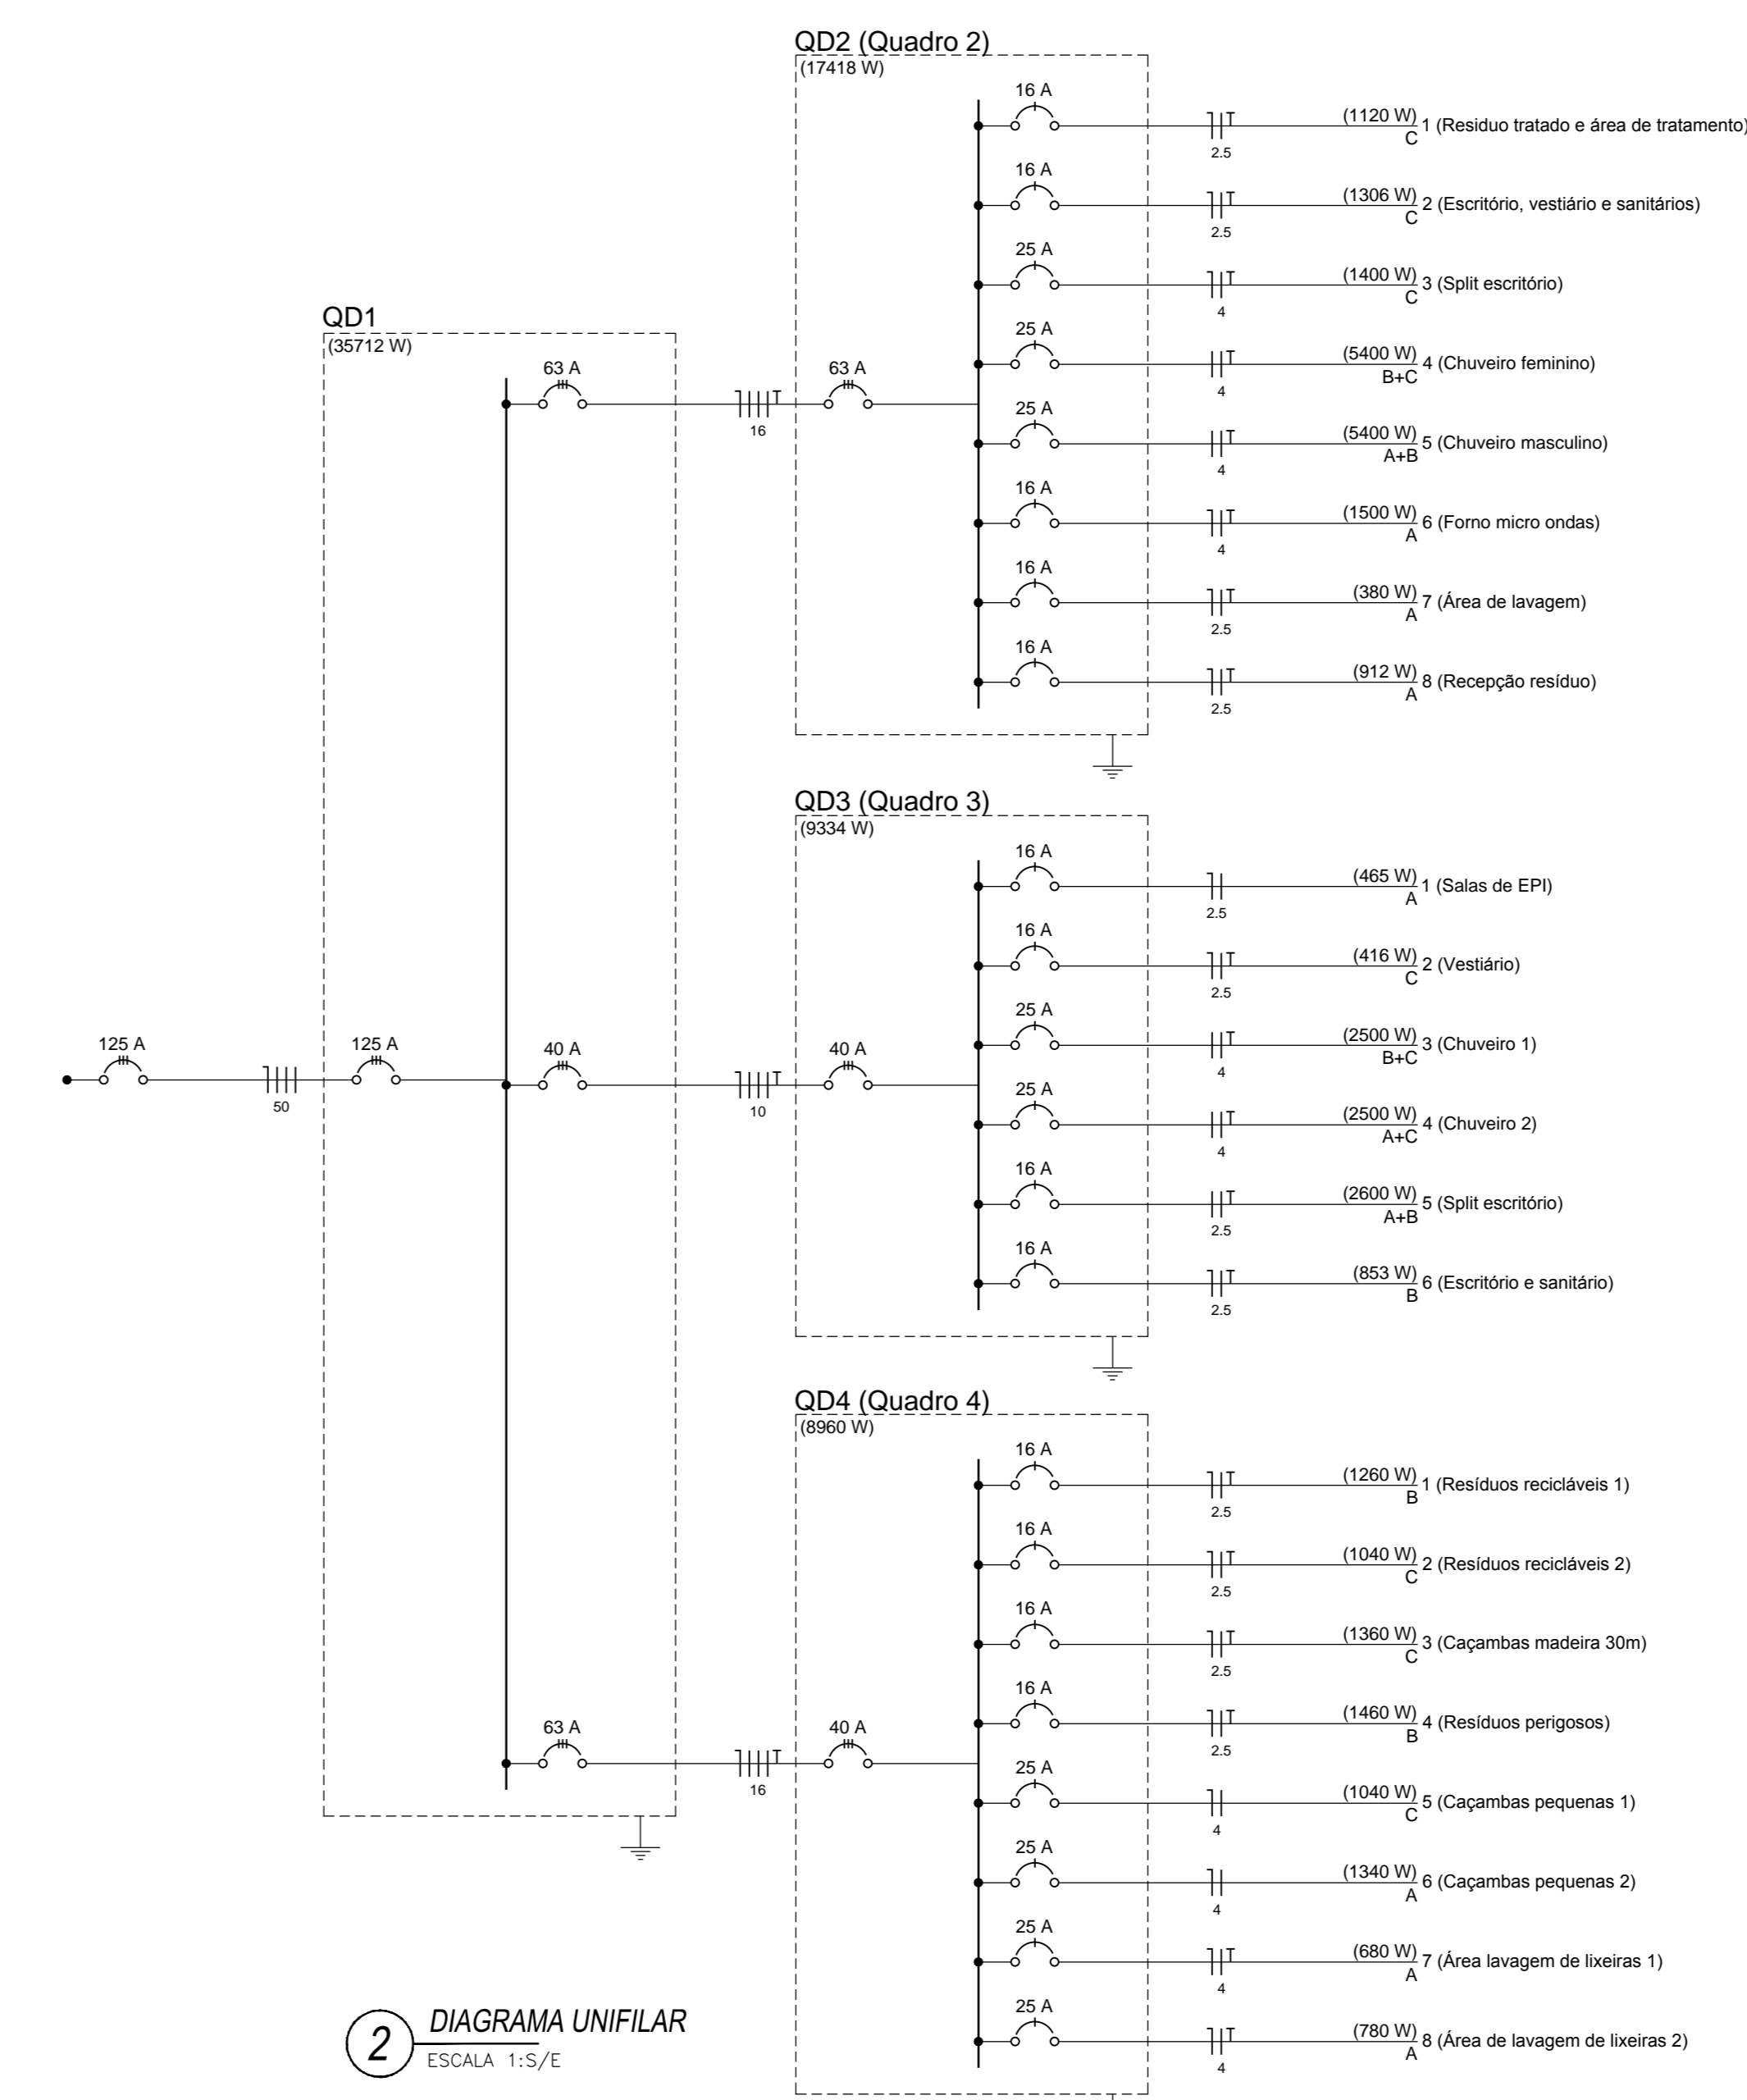 QD2 (Quadro 2)
(17418 W)
16 A
2.5
(1120 W)
C
1 (Residuo tratado e área de tratamento)
16 A
2.5
(1306 W)
C
2 (Escritório, vestiário e sanitários)
25 A
4
(1400 W)
C
3 (Split escritório)
25 A
4
(5400 W)
B+C
4 (Chuveiro feminino)
25 A
4
(5400 W)
A+B
5 (Chuveiro masculino)
16 A
4
(1500 W)
A
6 (Forno micro ondas)
16 A
2.5
(380 W)
A
7 (Área de lavagem)
16 A
2.5
(912 W)
A
8 (Recepção resíduo)
QD1
(35712 W)
63 A
16
T
63 A
125 A
50
125 A
40 A
10
T
40 A
63 A
16
T
40 A
QD3 (Quadro 3)
(9334 W)
16 A
2.5
(465 W)
A
1 (Salas de EPI)
16 A
2.5
(416 W)
C
2 (Vestiário)
25 A
4
(2500 W)
B+C
3 (Chuveiro 1)
25 A
4
(2500 W)
A+C
4 (Chuveiro 2)
16 A
2.5
(2600 W)
A+B
5 (Split escritório)
16 A
2.5
(853 W)
B
6 (Escritório e sanitário)
QD4 (Quadro 4)
(8960 W)
16 A
2.5
(1260 W)
B
1 (Resíduos recicláveis 1)
16 A
2.5
(1040 W)
C
2 (Resíduos recicláveis 2)
16 A
2.5
(1360 W)
C
3 (Caçambas madeira 30m)
16 A
2.5
(1460 W)
B
4 (Resíduos perigosos)
25 A
4
(1040 W)
C
5 (Caçambas pequenas 1)
25 A
4
(1340 W)
A
6 (Caçambas pequenas 2)
25 A
4
(680 W)
A
7 (Área lavagem de lixeiras 1)
25 A
4
(780 W)
A
8 (Área de lavagem de lixeiras 2)
2
DIAGRAMA UNIFILAR
ESCALA 1:S/E